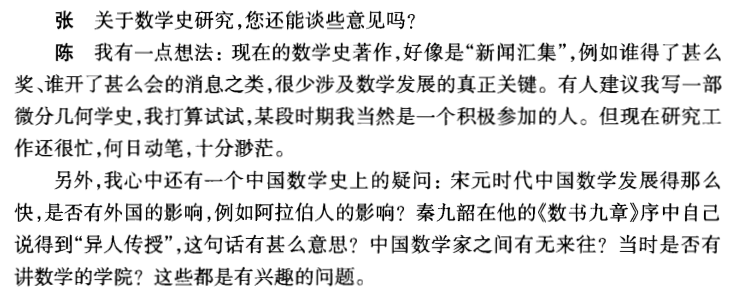 张 关于数学史研究,您还能谈些意见吗?
陈 我有一点想法:现在的数学史著作,好像是“新闻汇集”,例如谁得了甚么
奖、谁开了甚么会的消息之类,很少涉及数学发展的真正关键。有人建议我写一部
微分几何学史,我打算试试,某段时期我当然是一个积极参加的人。但现在研究工
作还很忙,何日动笔,十分渺茫。
另外,我心中还有一个中国数学史上的疑问:宋元时代中国数学发展得那么
快,是否有外国的影响,例如阿拉伯人的影响?秦九韶在他的《数书九章》序中自己
说得到“异人传授”,这句话有甚么意思?中国数学家之间有无来往?当时是否有
讲数学的学院?这些都是有兴趣的问题。